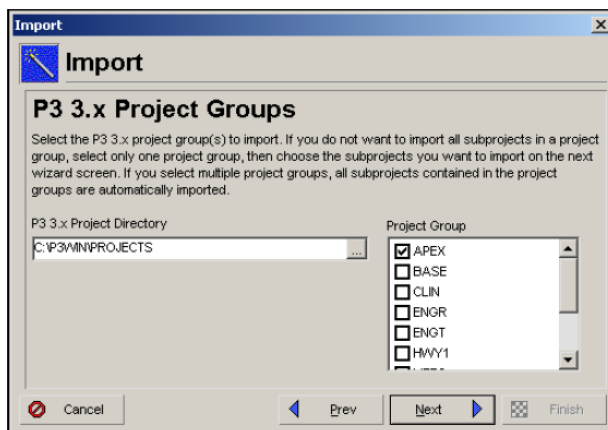 Import
Import
P3 3.x Project Groups
Select the P3 3.x project group(s) to import. If you do not want to import all subprojects in a project
group, select only one project group, then choose the subprojects you want to import on the next
wizard screen. If you select multiple project groups, all subprojects contained in the project
groups are automatically imported.
P3 3.x Project Directory
C:\P3WIN\PROJECTS
...
Project Group
APEX
BASE
CLIN
ENGR
ENGT
HWY1
Cancel
Prev
Next
Finish